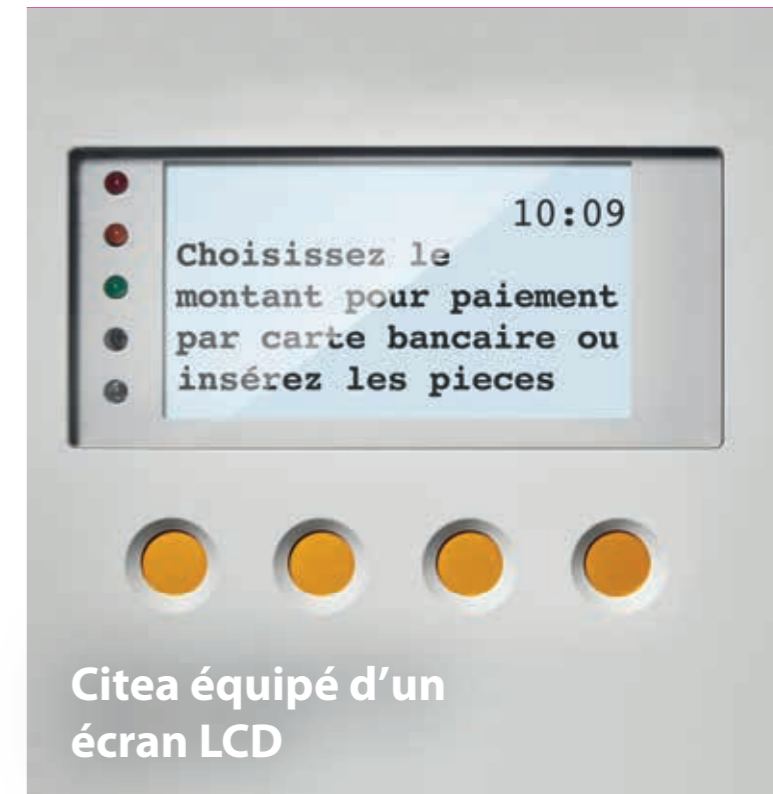 10:09
Choisissez le
montant pour paiement
par carte bancaire ou
insérez les pieces
Citea équipé d’un
écran LCD